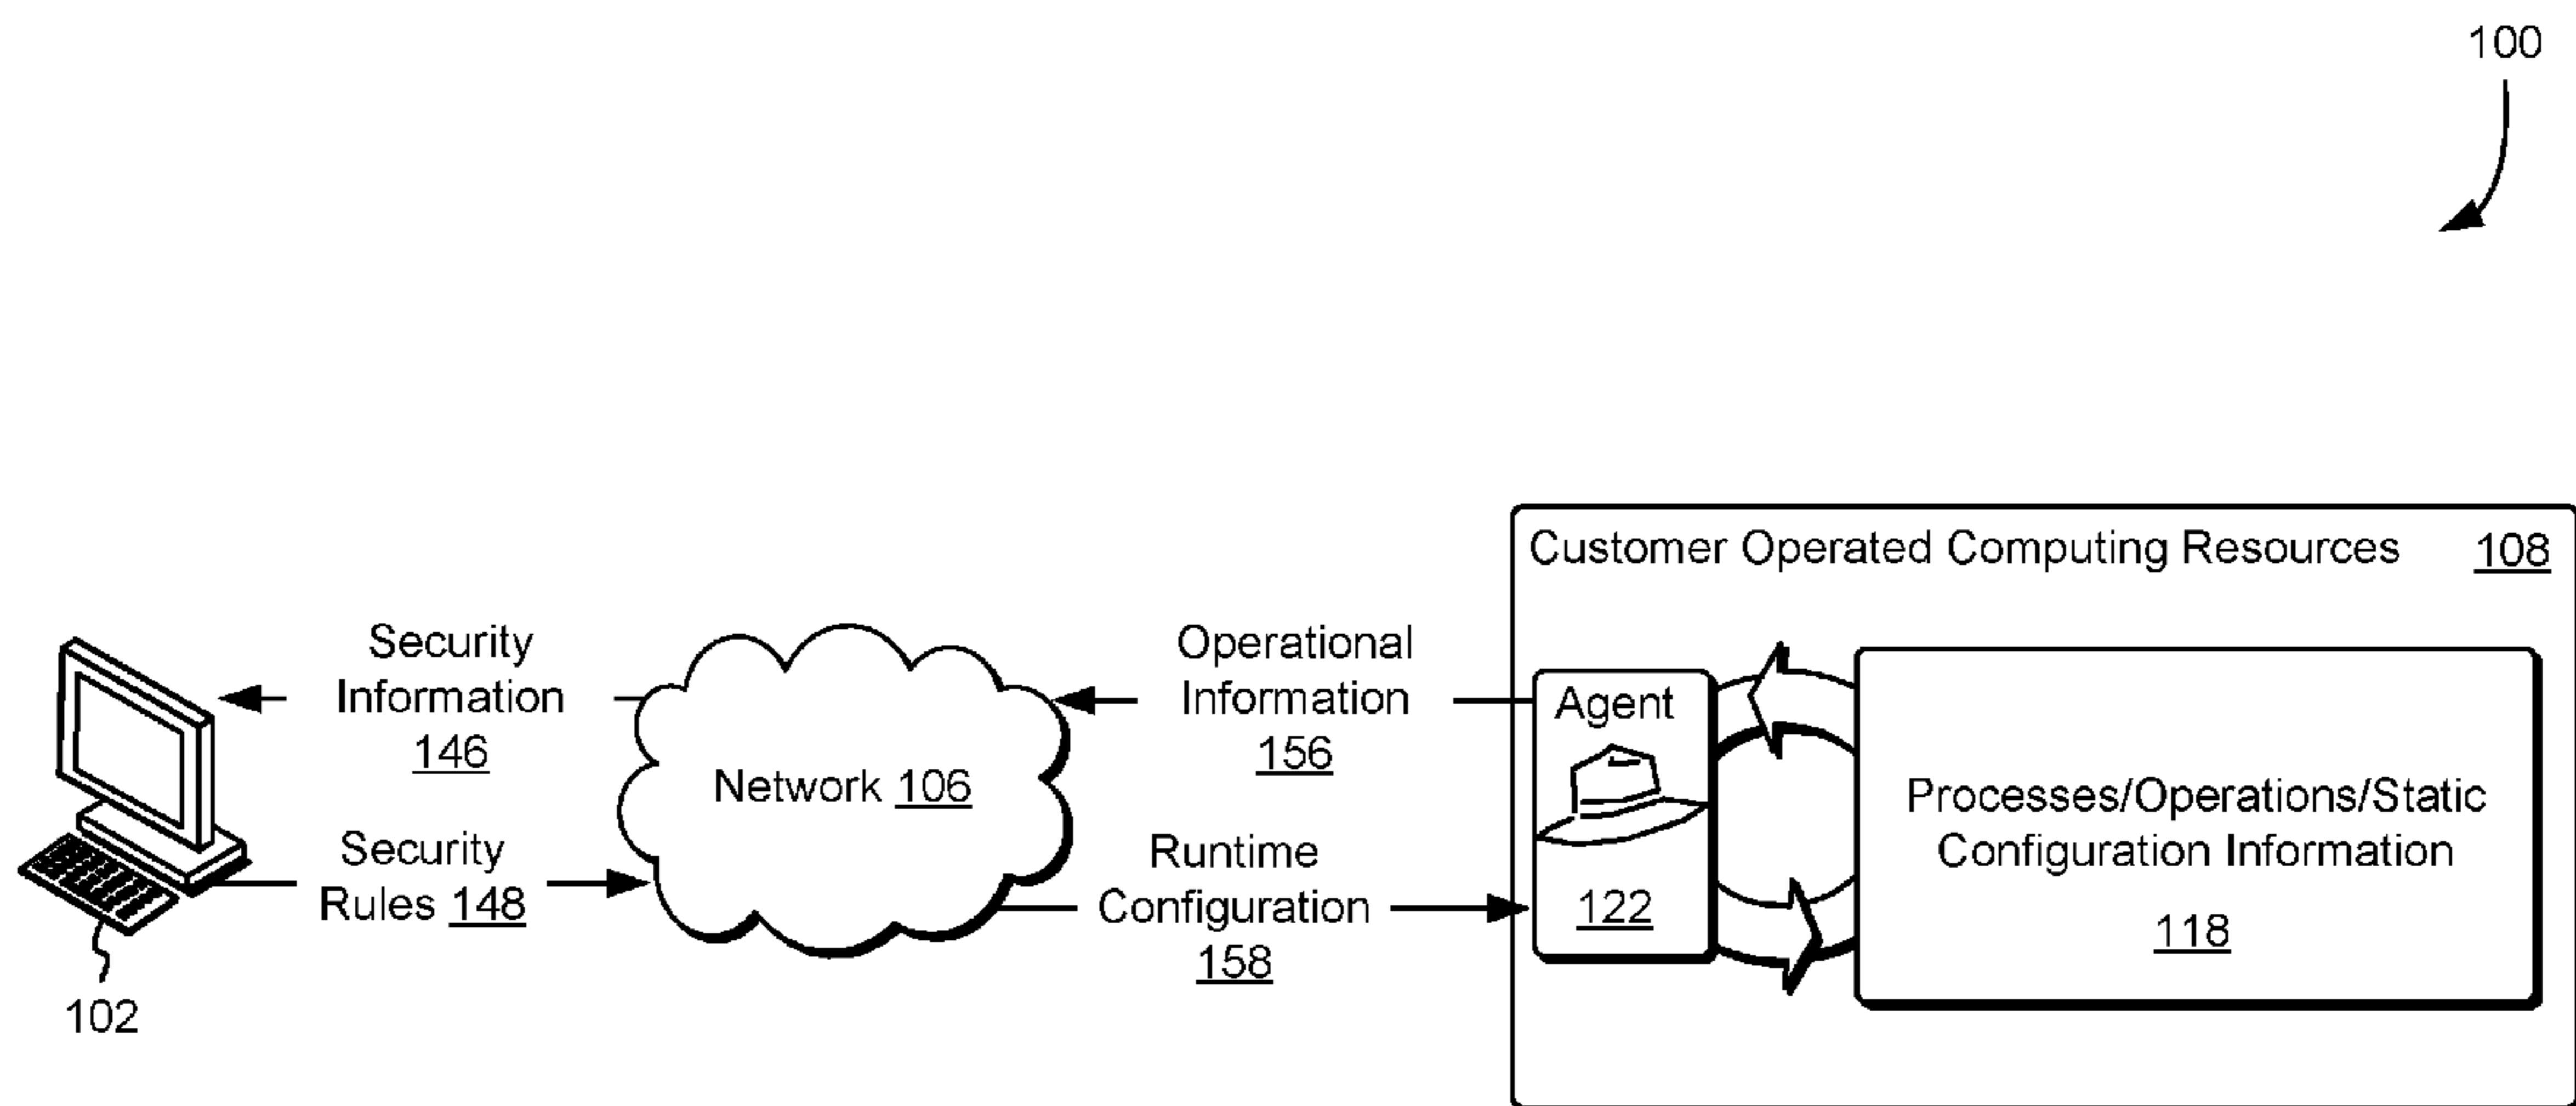 100
Customer Operated Computing Resources 108
Security
Information
146
Security
Rules 148
102
Network 106
Operational
Information
156
Runtime
Configuration
158
Agent
122
Processes/Operations/Static
Configuration Information
118